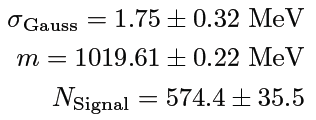 σ_Gauss = 1.75 ± 0.32 MeV
m = 1019.61 ± 0.22 MeV
N_Signal = 574.4 ± 35.5